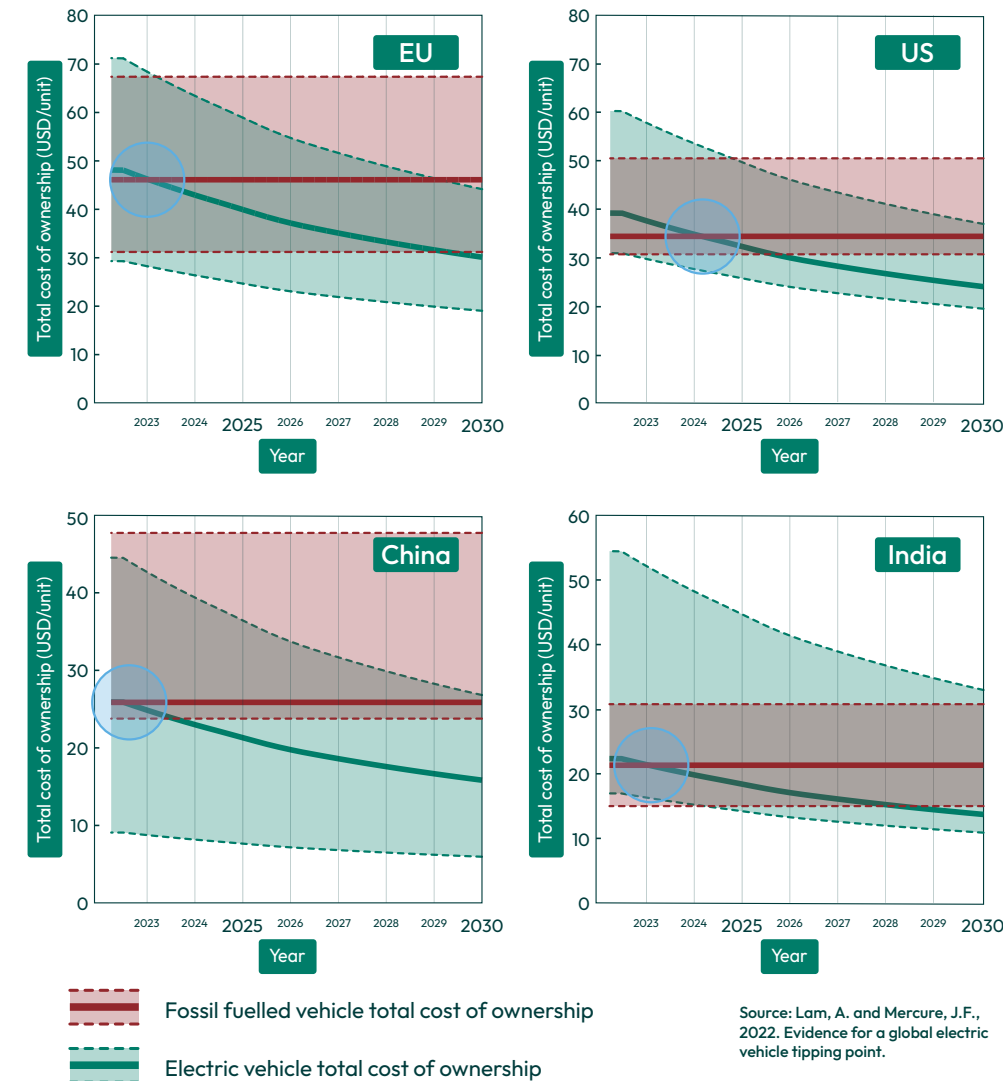 EU
Total cost of ownership (USD/unit)
80
70
60
50
40
30
20
10
0
2023 2024 2025 2026 2027 2028 2029 2030
Year
US
Total cost of ownership (USD/unit)
80
70
60
50
40
30
20
10
0
2023 2024 2025 2026 2027 2028 2029 2030
Year
China
Total cost of ownership (USD/unit)
50
40
30
20
10
0
2023 2024 2025 2026 2027 2028 2029 2030
Year
India
Total cost of ownership (USD/unit)
60
50
40
30
20
10
0
2023 2024 2025 2026 2027 2028 2029 2030
Year
Fossil fuelled vehicle total cost of ownership
Electric vehicle total cost of ownership
Source: Lam, A. and Mercure, J.F.,
2022. Evidence for a global electric
vehicle tipping point.